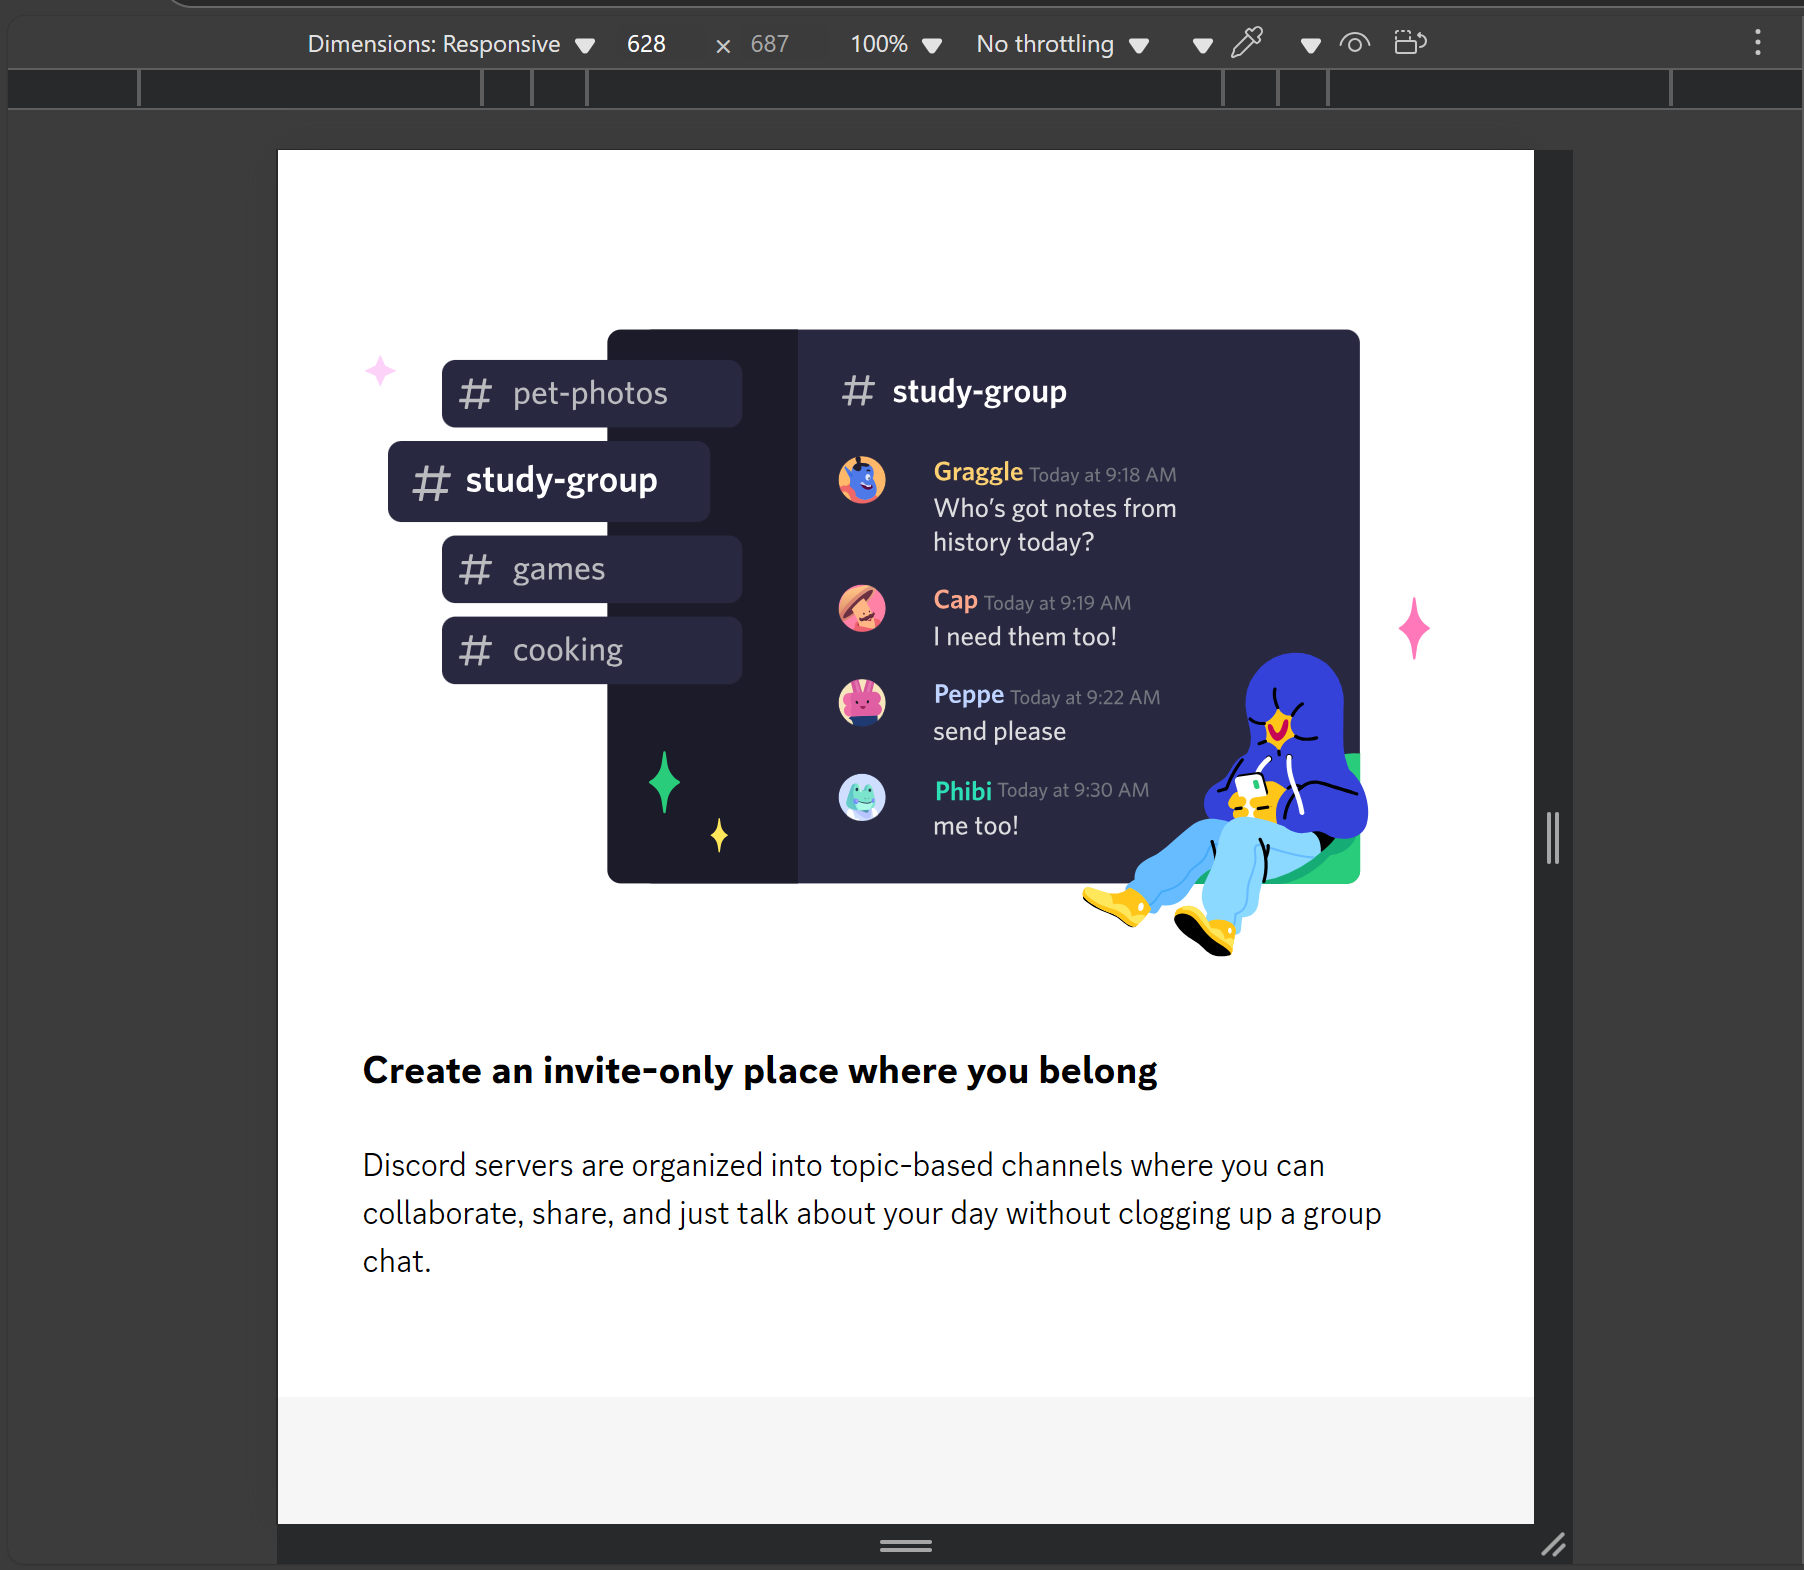 Dimensions: Responsive 628 × 687 100% No throttling
# pet-photos
# study-group
# games
# cooking
# study-group
Graggle Today at 9:18 AM
Who's got notes from
history today?
Cap Today at 9:19 AM
I need them too!
Peppe Today at 9:22 AM
send please
Phibi Today at 9:30 AM
me too!
Create an invite-only place where you belong
Discord servers are organized into topic-based channels where you can
collaborate, share, and just talk about your day without clogging up a group
chat.